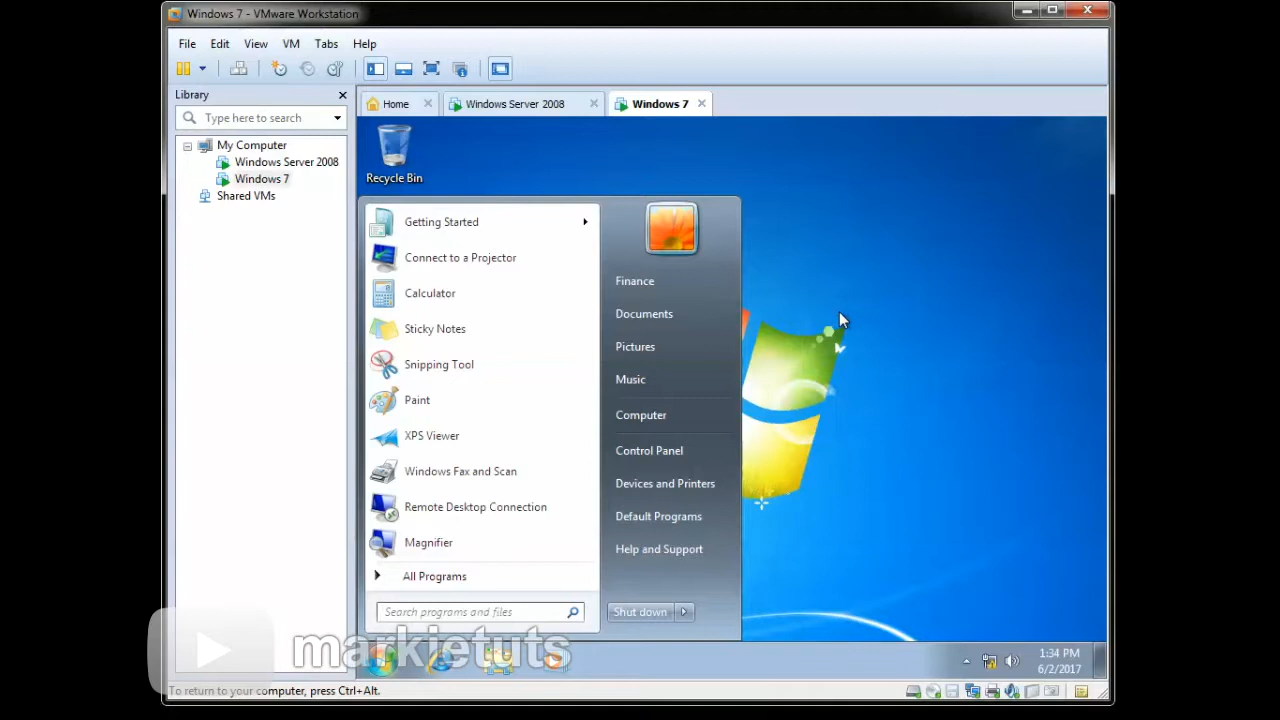 Windows 7 - VMware Workstation
File Edit View VM Tabs Help
Library
Home Windows Server 2008 Windows 7
Type here to search
My Computer
Windows Server 2008
Windows 7
Shared VMs
Recycle Bin
Getting Started
Connect to a Projector
Calculator
Sticky Notes
Snipping Tool
Paint
XPS Viewer
Windows Fax and Scan
Remote Desktop Connection
Magnifier
All Programs
Search programs and files
Finance
Documents
Pictures
Music
Computer
Control Panel
Devices and Printers
Default Programs
Help and Support
Shut down
markietuts
1:34 PM
6/2/2017
To return to your computer, press Ctrl+Alt.